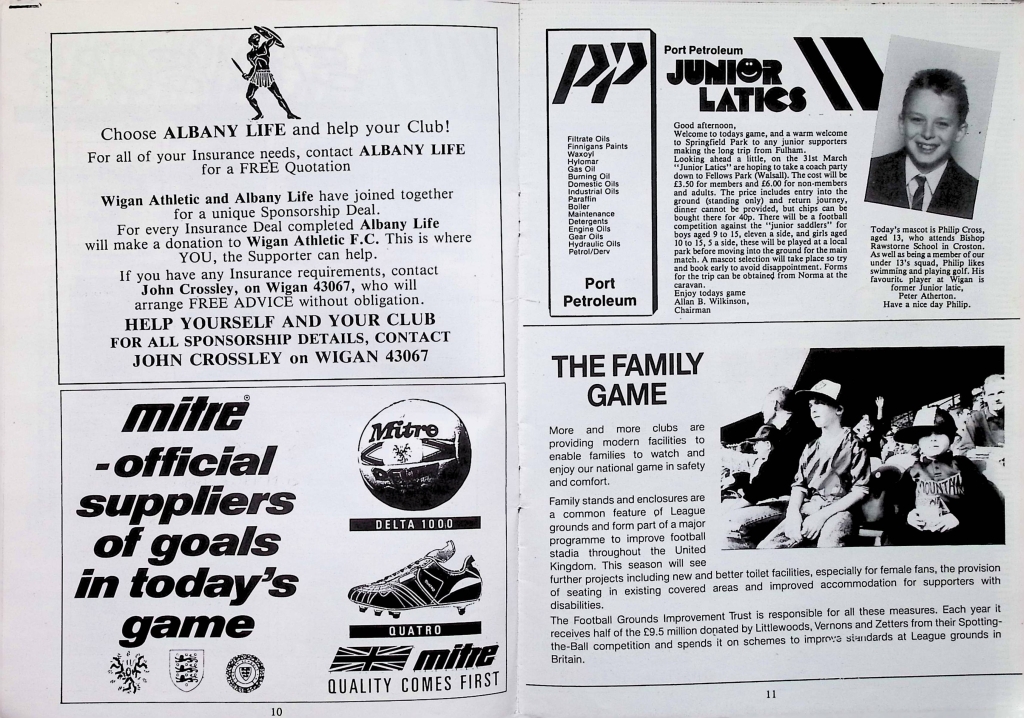 Choose ALBANY LIFE and help your Club!
For all of your Insurance needs, contact ALBANY LIFE
for a FREE Quotation
Wigan Athletic and Albany Life have joined together
for a unique Sponsorship Deal.
For every Insurance Deal completed Albany Life
will make a donation to Wigan Athletic F.C. This is where
YOU, the Supporter can help.
If you have any Insurance requirements, contact
John Crossley, on Wigan 43067, who will
arrange FREE ADVICE without obligation.
HELP YOURSELF AND YOUR CLUB
FOR ALL SPONSORSHIP DETAILS, CONTACT
JOHN CROSSLEY on WIGAN 43067
mitre®
-official
suppliers
of goals
in today's
game
Mitre
DELTA 1000
QUATRO
mitre
QUALITY COMES FIRST
10
pp
Filtrate Oils
Finnigans Paints
Waxoyl
Hylomar
Gas Oil
Burning Oil
Domestic Oils
Industrial Oils
Paraffin
Boiler
Maintenance
Detergents
Engine Oils
Gear Oils
Hydraulic Oils
Petrol/Derv
Port
Petroleum
Port Petroleum
JUNIOR
LATICS
Good afternoon,
Welcome to todays game, and a warm welcome
to Springfield Park to any junior supporters
making the long trip from Fulham.
Looking ahead a little, on the 31st March
"Junior Latics" are hoping to take a coach party
down to Fellows Park (Walsall). The cost will be
£3.50 for members and £6.00 for non-members
and adults. The price includes entry into the
ground (standing only) and return journey,
dinner cannot be provided, but chips can be
bought there for 40p. There will be a football
competition against the "junior saddlers" for
boys aged 9 to 15, eleven a side, and girls aged
10 to 15, 5 a side, these will be played at a local
park before moving into the ground for the main
match. A mascot selection will take place so try
and book early to avoid disappointment. Forms
for the trip can be obtained from Norma at the
caravan.
Enjoy todays game
Allan B. Wilkinson,
Chairman
Today's mascot is Philip Cross,
aged 13, who attends Bishop
Rawstorne School in Croston.
As well as being a member of our
under 13's squad, Philip likes
swimming and playing golf. His
favourite player at Wigan is
former Junior latic,
Peter Atherton.
Have a nice day Philip.
THE FAMILY
GAME
More and more clubs are
providing modern facilities to
enable families to watch and
enjoy our national game in safety
and comfort.
Family stands and enclosures are
a common feature of League
grounds and form part of a major
programme to improve football
stadia throughout the United
Kingdom. This season will see
further projects including new and better toilet facilities, especially for female fans, the provision
of seating in existing covered areas and improved accommodation for supporters with
disabilities.
The Football Grounds Improvement Trust is responsible for all these measures. Each year it
receives half of the £9.5 million donated by Littlewoods, Vernons and Zetters from their Spotting-
the-Ball competition and spends it on schemes to improve standards at League grounds in
Britain.
11